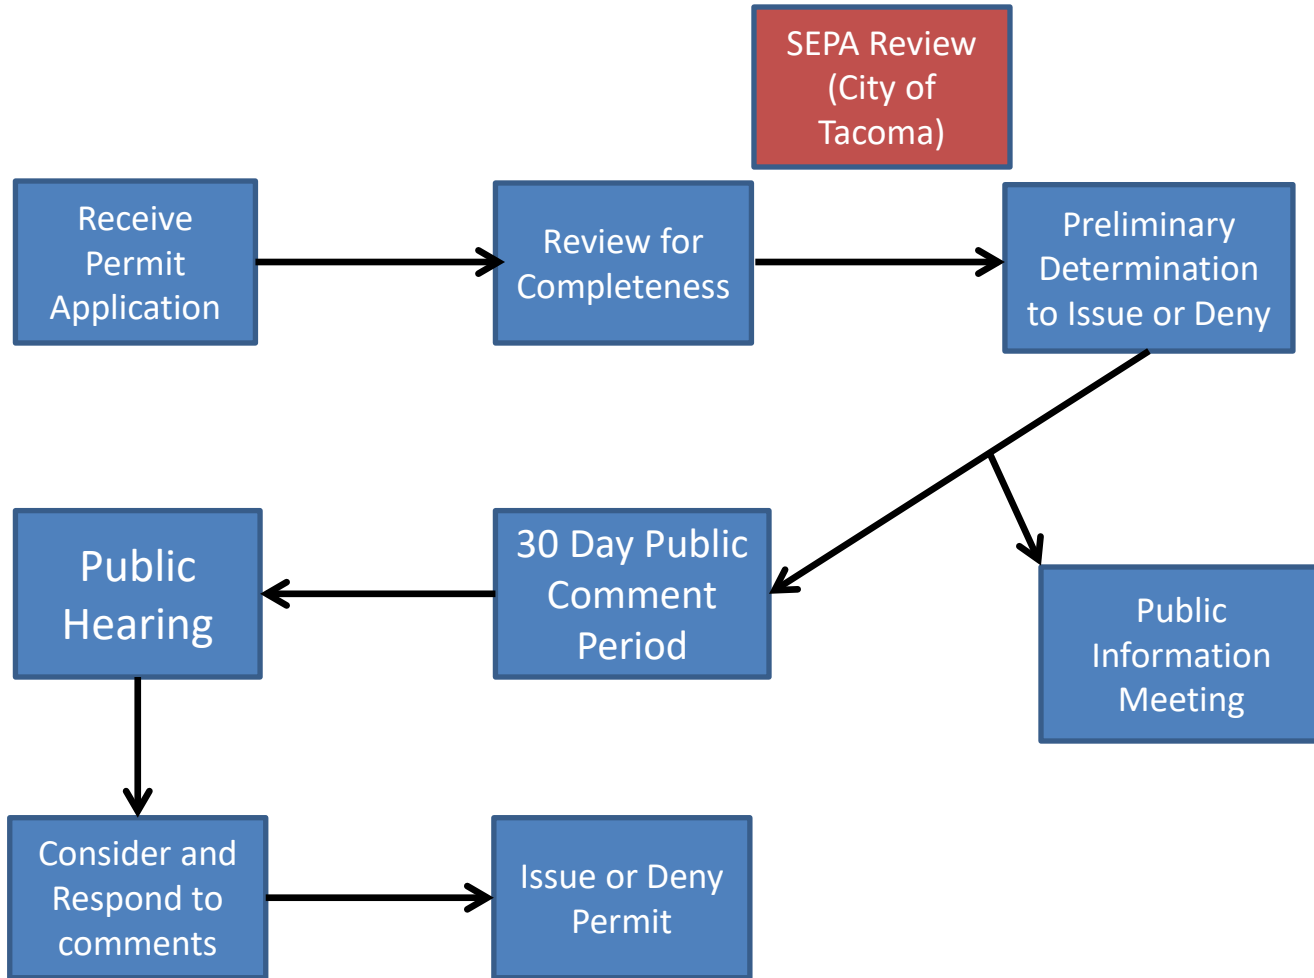 SEPA Review
(City of
Tacoma)
Receive
Permit
Application
Review for
Completeness
Preliminary
Determination
to Issue or Deny
Public
Hearing
30 Day Public
Comment
Period
Public
Information
Meeting
Consider and
Respond to
comments
Issue or Deny
Permit